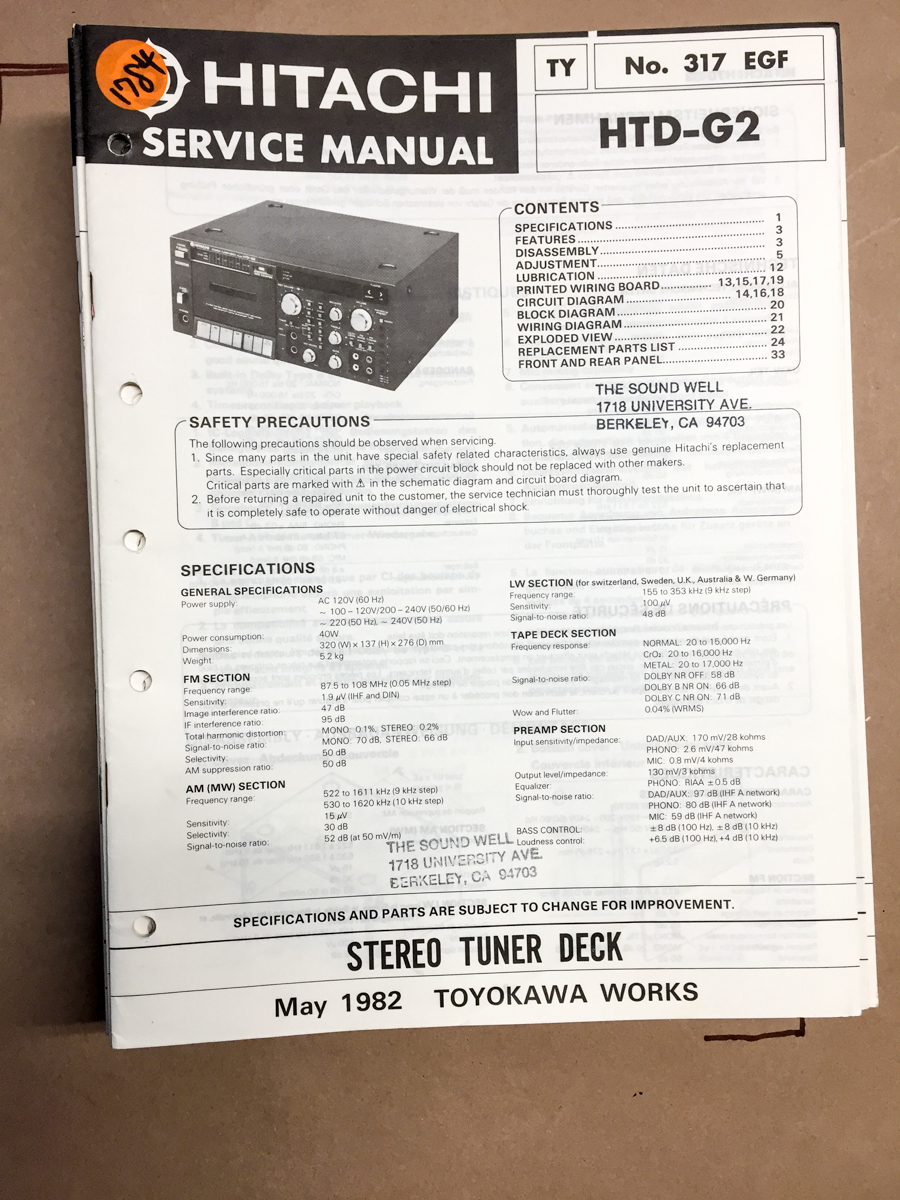 1784
HITACHI
SERVICE MANUAL
TY
No. 317 EGF
HTD-G2
CONTENTS
SPECIFICATIONS 1
FEATURES 3
DISASSEMBLY 3
ADJUSTMENT 5
LUBRICATION 12
PRINTED WIRING BOARD 13,15,17,19
CIRCUIT DIAGRAM 14,16,18
BLOCK DIAGRAM 20
WIRING DIAGRAM 21
EXPLODED VIEW 22
REPLACEMENT PARTS LIST 24
FRONT AND REAR PANEL 33
THE SOUND WELL
1718 UNIVERSITY AVE.
BERKELEY, CA 94703
SAFETY PRECAUTIONS
The following precautions should be observed when servicing.
1. Since many parts in the unit have special safety related characteristics, always use genuine Hitachi's replacement
parts. Especially critical parts in the power circuit block should not be replaced with other makers.
Critical parts are marked with ⚠ in the schematic diagram and circuit board diagram.
2. Before returning a repaired unit to the customer, the service technician must thoroughly test the unit to ascertain that
it is completely safe to operate without danger of electrical shock.
SPECIFICATIONS
GENERAL SPECIFICATIONS
Power supply: AC 120V (60 Hz)
~ 100 - 120V/200 - 240V (50/60 Hz)
~ 220 (50 Hz), ~ 240V (50 Hz)
Power consumption: 40W
Dimensions: 320 (W) × 137 (H) × 276 (D) mm
Weight: 5.2 kg
FM SECTION
Frequency range: 87.5 to 108 MHz (0.05 MHz step)
Sensitivity: 1.9 µV (IHF and DIN)
Image interference ratio: 47 dB
IF interference ratio: 95 dB
Total harmonic distortion: MONO: 0.1%, STEREO: 0.2%
Signal-to-noise ratio: MONO: 70 dB, STEREO: 66 dB
Selectivity: 50 dB
AM suppression ratio: 50 dB
AM (MW) SECTION
Frequency range: 522 to 1611 kHz (9 kHz step)
530 to 1620 kHz (10 kHz step)
Sensitivity: 15 µV
Selectivity: 30 dB
Signal-to-noise ratio: 52 dB (at 50 mV/m)
THE SOUND WELL
1718 UNIVERSITY AVE.
BERKELEY, CA 94703
LW SECTION (for switzerland, Sweden, U.K., Australia & W. Germany)
Frequency range: 155 to 353 kHz (9 kHz step)
Sensitivity: 100 µV
Signal-to-noise ratio: 48 dB
TAPE DECK SECTION
Frequency response: NORMAL: 20 to 15,000 Hz
CrO₂: 20 to 16,000 Hz
METAL: 20 to 17,000 Hz
Signal-to-noise ratio: DOLBY NR OFF: 58 dB
DOLBY B NR ON: 66 dB
DOLBY C NR ON: 71 dB
Wow and Flutter: 0.04% (WRMS)
PREAMP SECTION
Input sensitivity/impedance: DAD/AUX: 170 mV/28 kohms
PHONO: 2.6 mV/47 kohms
MIC: 0.8 mV/4 kohms
Output level/impedance: 130 mV/3 kohms
Equalizer: PHONO: RIAA ±0.5 dB
Signal-to-noise ratio: DAD/AUX: 97 dB (IHF A network)
PHONO: 80 dB (IHF A network)
MIC: 59 dB (IHF A network)
BASS CONTROL: ±8 dB (100 Hz), ±8 dB (10 kHz)
Loudness control: +6.5 dB (100 Hz), +4 dB (10 kHz)
SPECIFICATIONS AND PARTS ARE SUBJECT TO CHANGE FOR IMPROVEMENT.
STEREO TUNER DECK
May 1982 TOYOKAWA WORKS